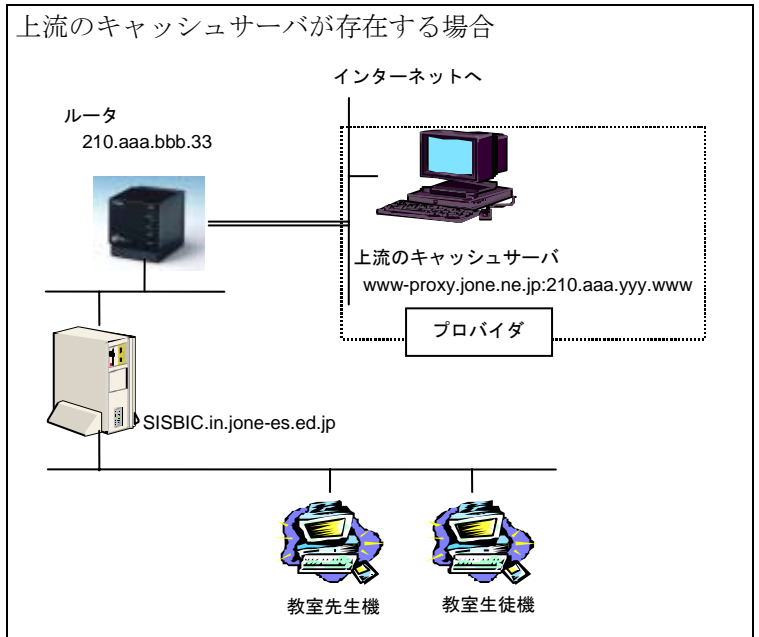 上流のキャッシュサーバが存在する場合
インターネットへ
ルータ
210.aaa.bbb.33
上流のキャッシュサーバ
www-proxy.jone.ne.jp:210.aaa.yyy.www
プロバイダ
SISBIC.in.jone-es.ed.jp
教室先生機
教室生徒機